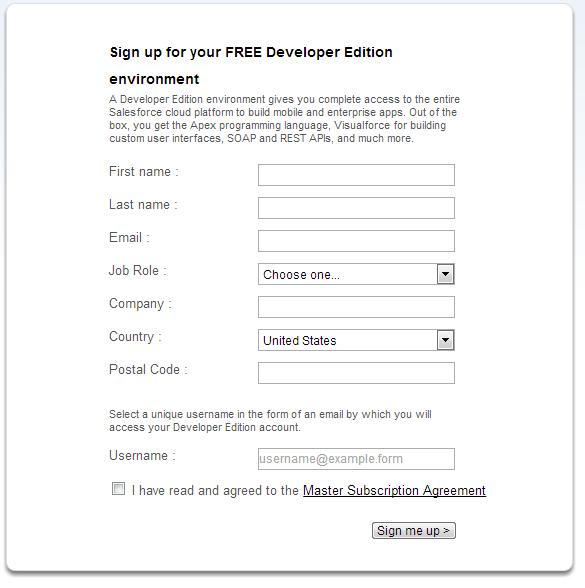 Sign up for your FREE Developer Edition
environment
A Developer Edition environment gives you complete access to the entire
Salesforce cloud platform to build mobile and enterprise apps. Out of the
box, you get the Apex programming language, Visualforce for building
custom user interfaces, SOAP and REST APIs, and much more.
First name :
Last name :
Email :
Job Role : Choose one...
Company :
Country : United States
Postal Code :
Select a unique username in the form of an email by which you will
access your Developer Edition account.
Username : username@example.form
I have read and agreed to the Master Subscription Agreement
Sign me up >